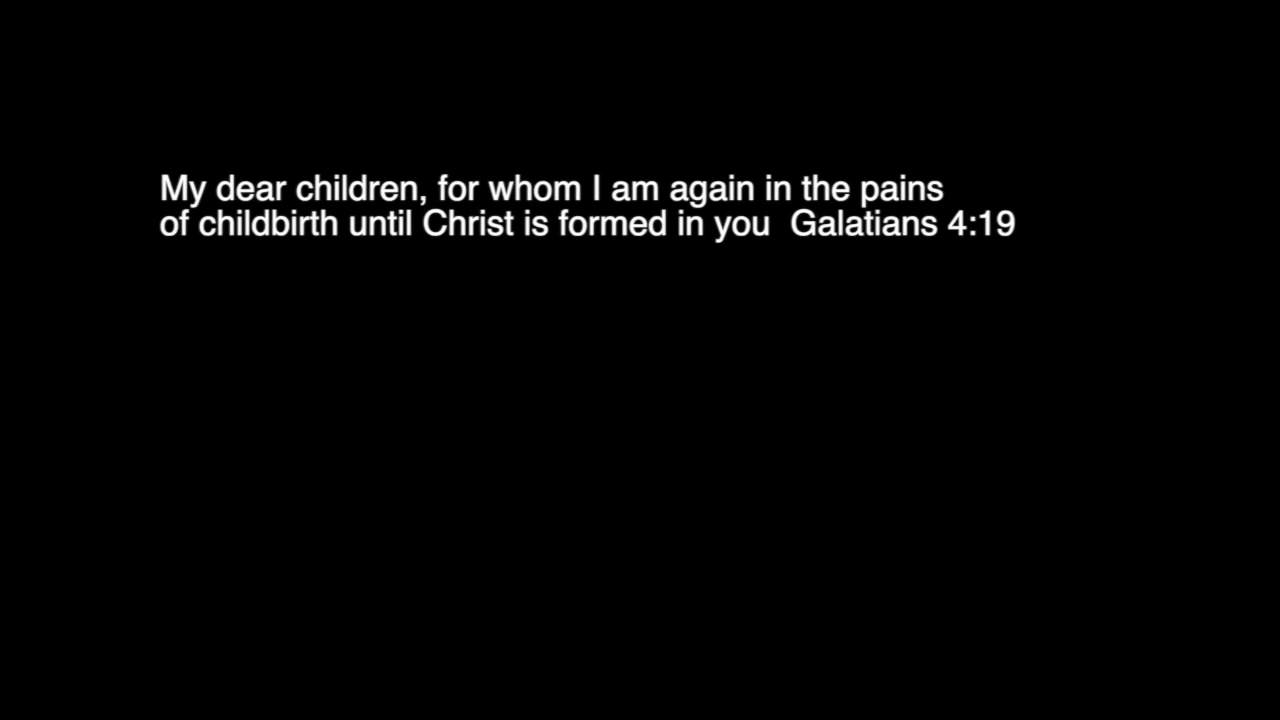 My dear children, for whom I am again in the pains
of childbirth until Christ is formed in you  Galatians 4:19